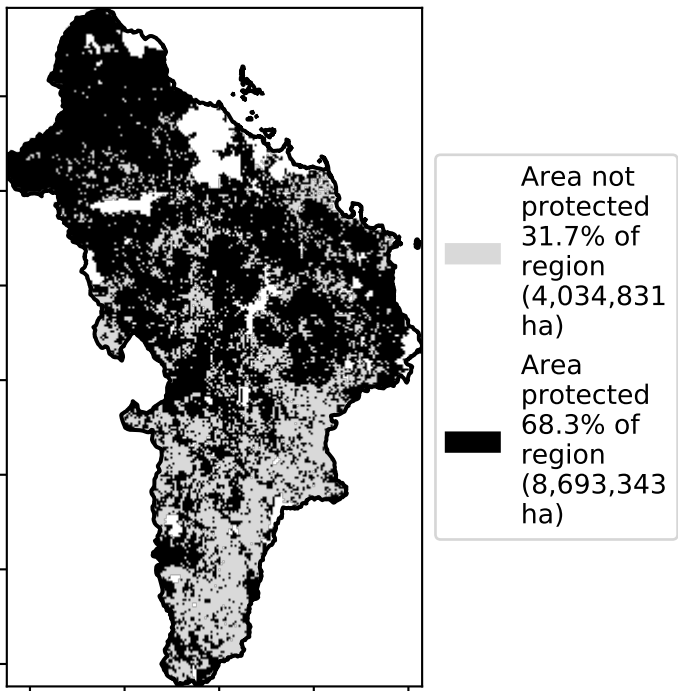 Area not
protected
31.7% of
region
(4,034,831
ha)
Area
protected
68.3% of
region
(8,693,343
ha)